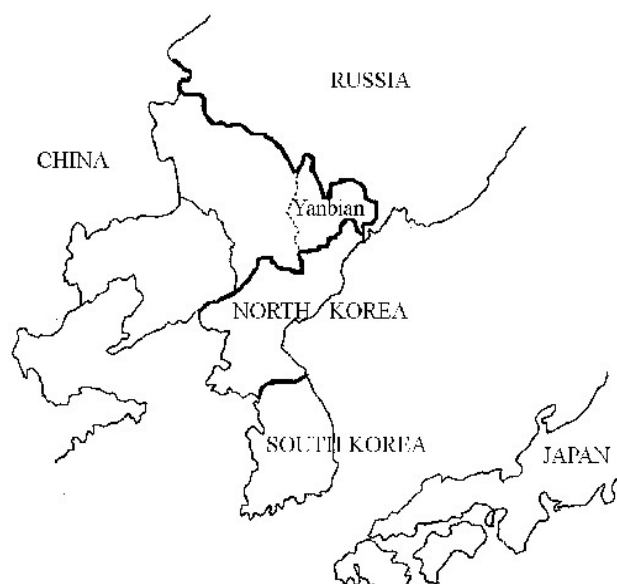 RUSSIA
CHINA
Yanbian
NORTH KOREA
SOUTH KOREA
JAPAN